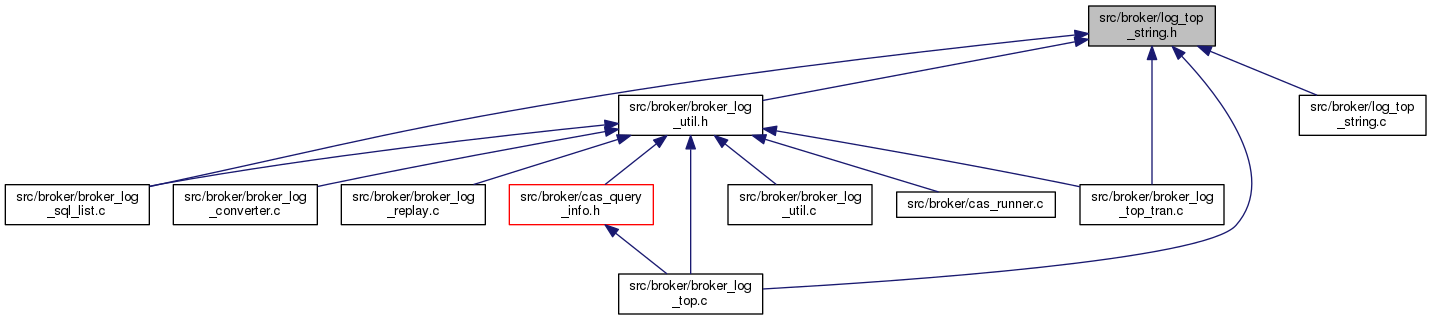 src/broker/log_top
_string.h
src/broker/broker_log
_util.h
src/broker/log_top
_string.c
src/broker/broker_log
_sql_list.c
src/broker/broker_log
_converter.c
src/broker/broker_log
_replay.c
src/broker/cas_query
_info.h
src/broker/broker_log
_util.c
src/broker/cas_runner.c
src/broker/broker_log
_top_tran.c
src/broker/broker_log
_top.c